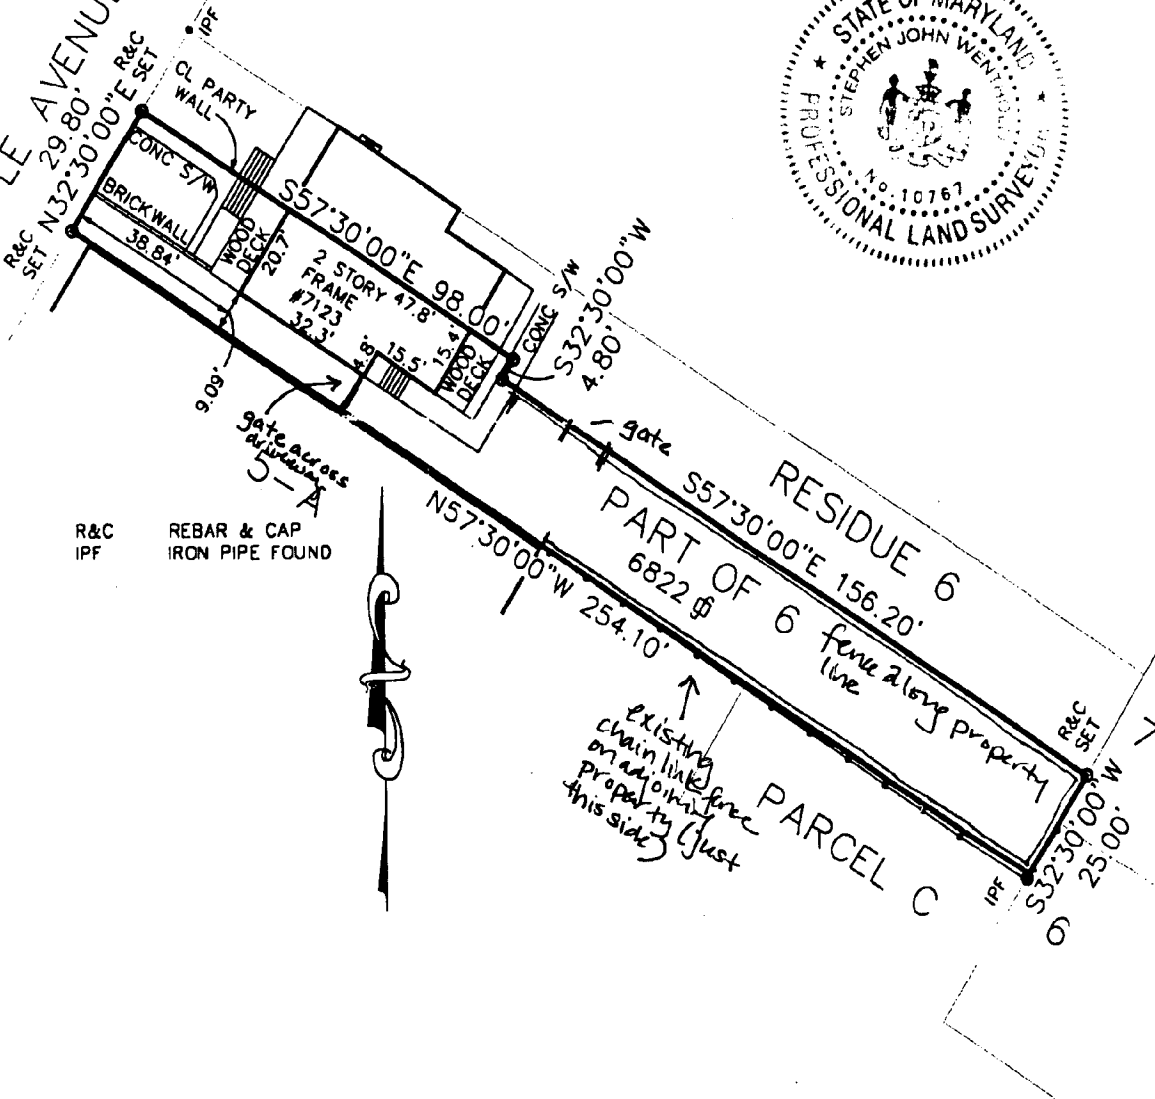 LE AVENUE
29.80'
N32°30'00"E
R&C
SET
IPF
CL PARTY
WALL
R&C
SET
CONC S/W
BRICK WALL
38.84'
WOOD
DECK
20.7'
S57°30'00"E 98.00'
2 STORY
FRAME
#7123
32.3'
47.8'
4.8'
15.5'
15.4'
WOOD
DECK
CONC S/W
S32°30'00"W
4.80'
9.09'
gate across
driveway
5-A
gate
STATE OF MARYLAND
STEPHEN JOHN WENTHOLD
No. 10767
PROFESSIONAL LAND SURVEYOR
R&C REBAR & CAP
IPF IRON PIPE FOUND
N57°30'00"W 254.10'
RESIDUE 6
S57°30'00"E 156.20'
PART OF 6
6822
fence along property
line
existing
chain link fence
on adjoining
property (just
this side)
PARCEL C
R&C
SET
7
S32°30'00"W
25.00'
IPF
6